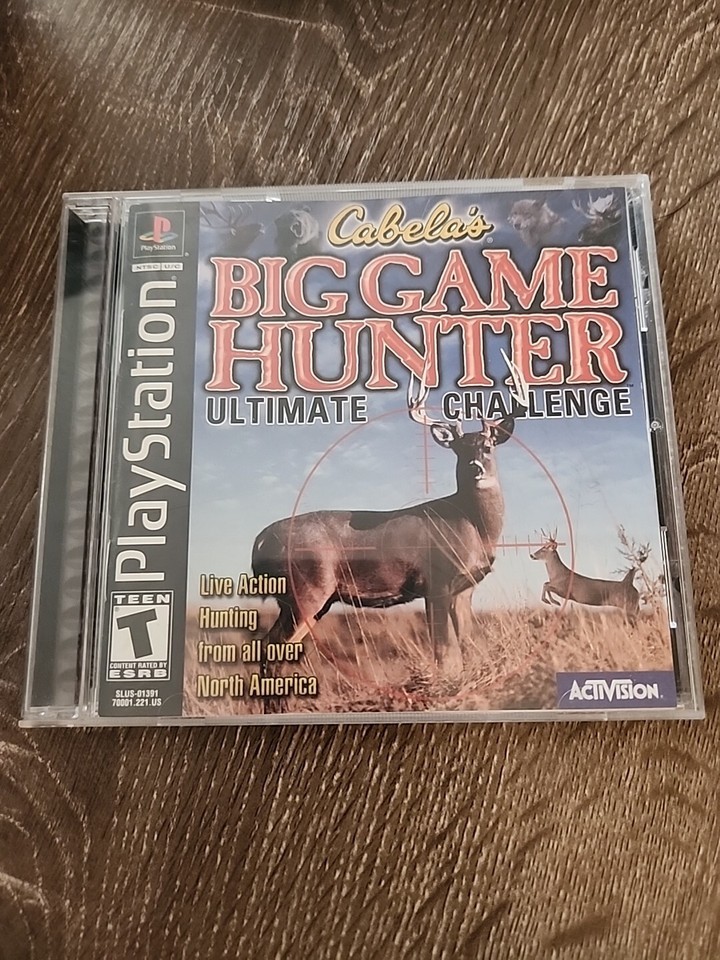 PlayStation
NTSC U/C
PlayStation
TEEN
T
CONTENT RATED BY
ESRB
SLUS-01391
70001.221.US
Cabela's
BIG GAME
HUNTER
ULTIMATE CHALLENGE
Live Action
Hunting
from all over
North America
ACTIVISION